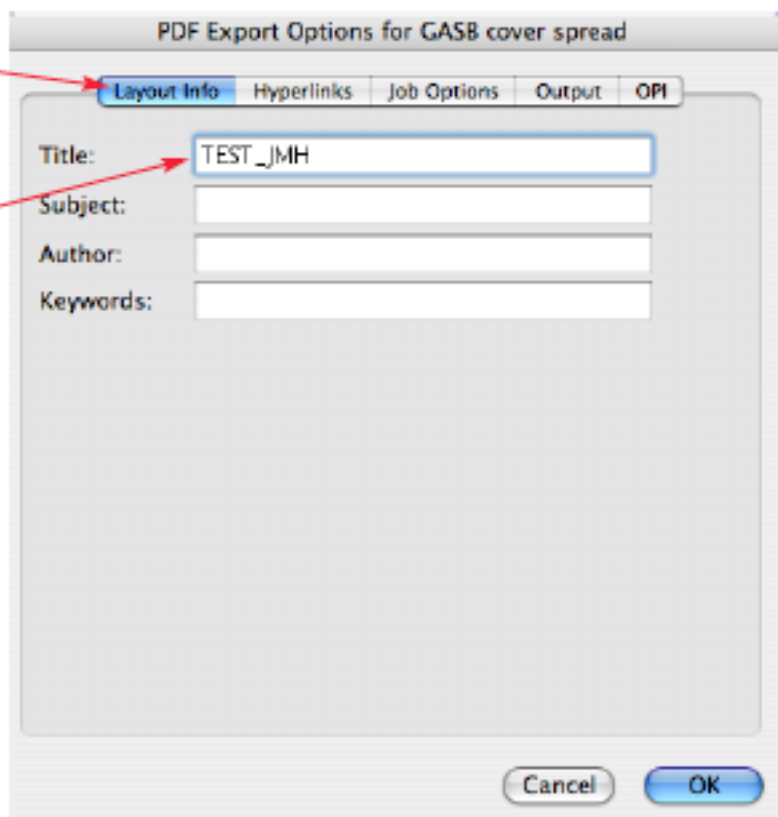 PDF Export Options for GASB cover spread
Layout Info Hyperlinks Job Options Output OPI
Title: TEST_JMH
Subject:
Author:
Keywords:
Cancel OK